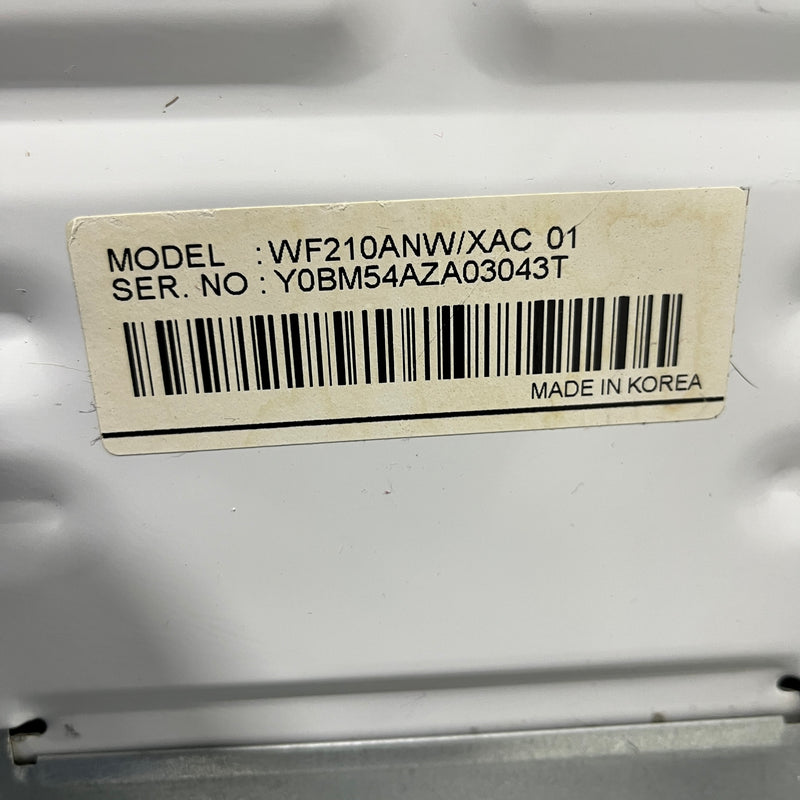 MODEL : WF210ANW/XAC 01
SER. NO : Y0BM54AZA03043T
MADE IN KOREA